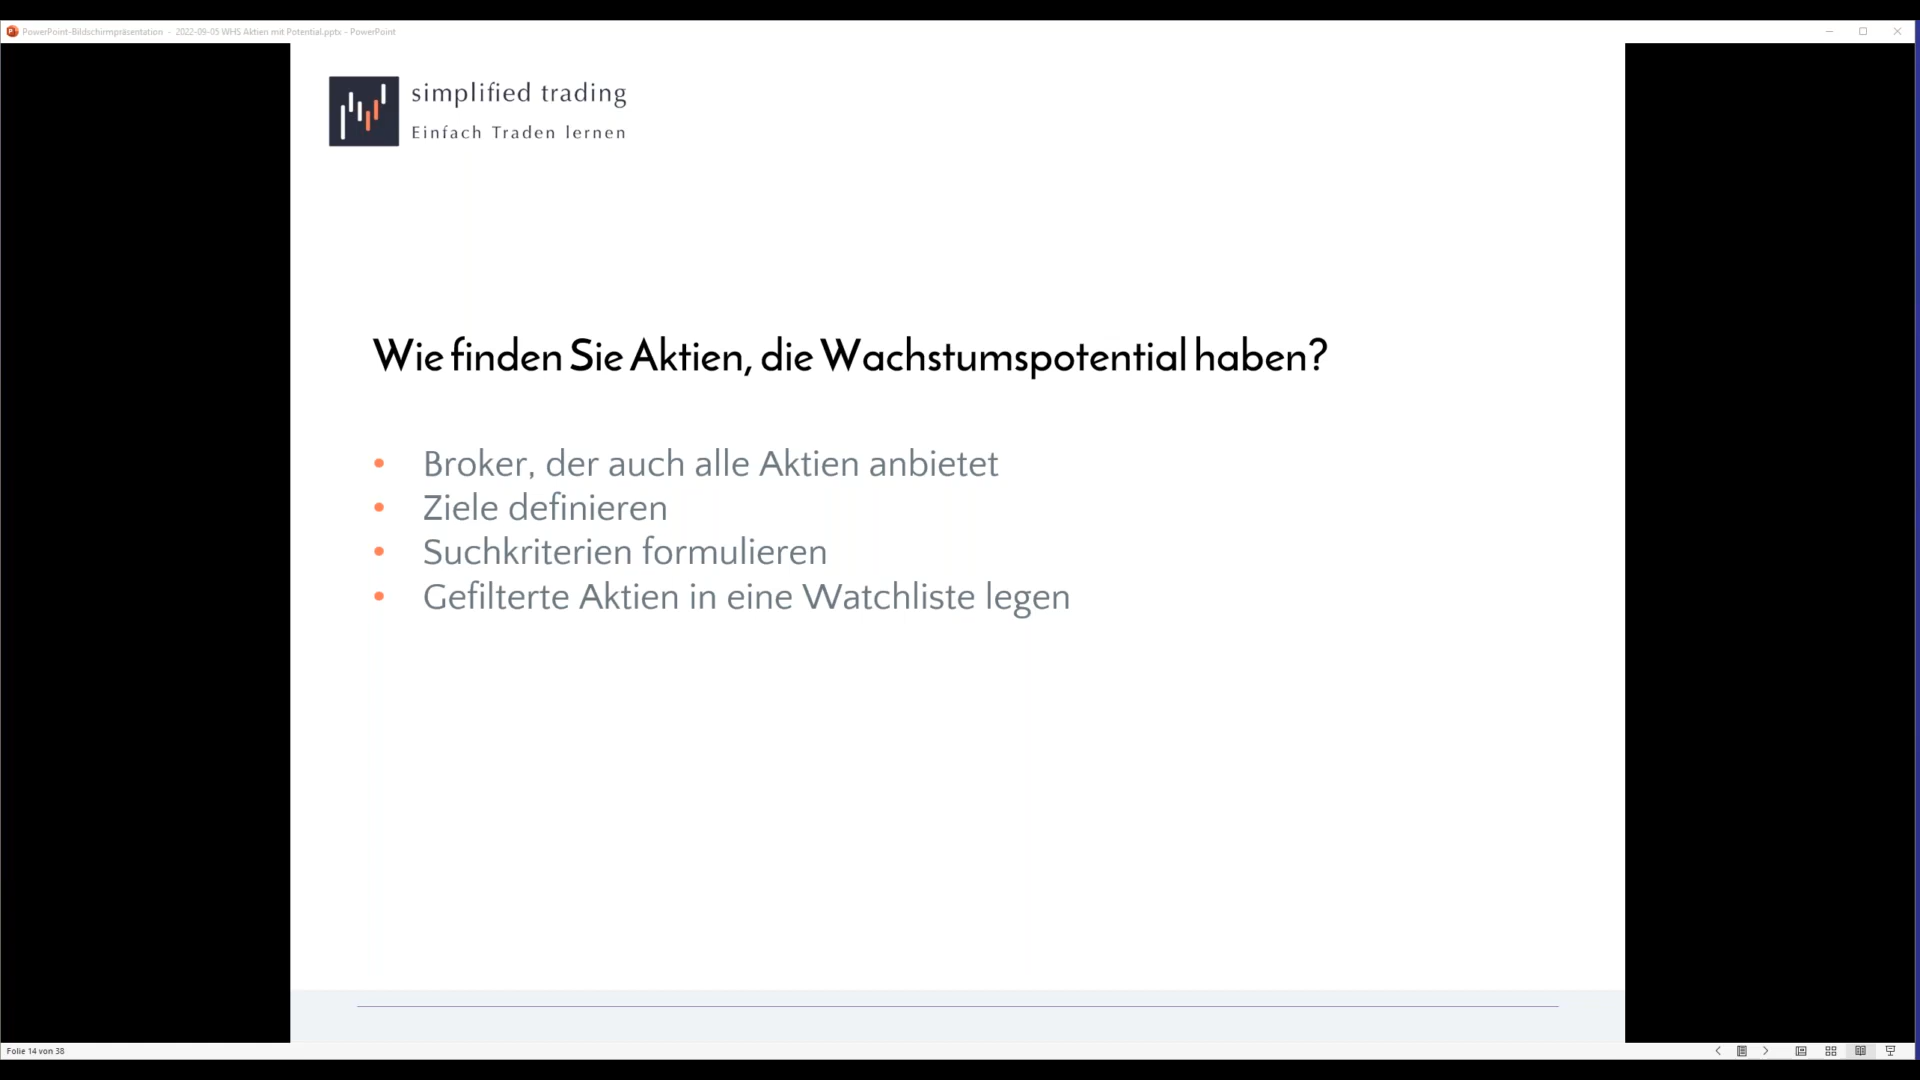 PowerPoint-Bildschirmpräsentation - 2022-09-05 WHS Aktien mit Potential.pptx - PowerPoint
simplified trading
Einfach Traden lernen
Wie finden Sie Aktien, die Wachstumspotential haben?
• Broker, der auch alle Aktien anbietet
• Ziele definieren
• Suchkriterien formulieren
• Gefilterte Aktien in eine Watchliste legen
Folie 14 von 38